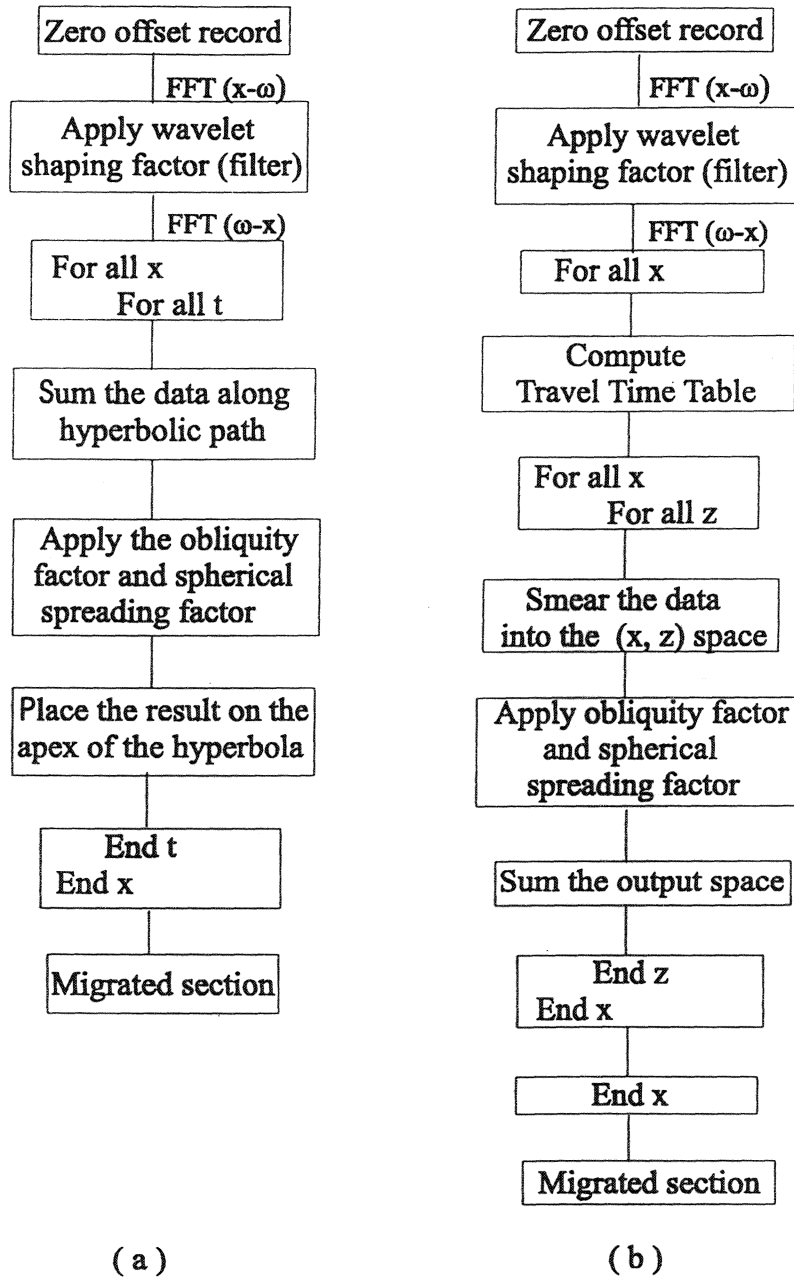 Zero offset record
FFT (x-ω)
Apply wavelet
shaping factor (filter)
FFT (ω-x)
For all x
For all t
Sum the data along
hyperbolic path
Apply the obliquity
factor and spherical
spreading factor
Place the result on the
apex of the hyperbola
End t
End x
Migrated section
( a )
Zero offset record
FFT (x-ω)
Apply wavelet
shaping factor (filter)
FFT (ω-x)
For all x
Compute
Travel Time Table
For all x
For all z
Smear the data
into the (x, z) space
Apply obliquity factor
and spherical
spreading factor
Sum the output space
End z
End x
End x
Migrated section
( b )